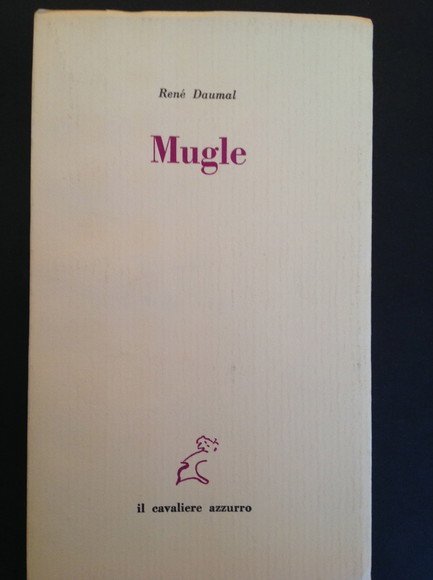 René Daumal
Mugle
il cavaliere azzurro